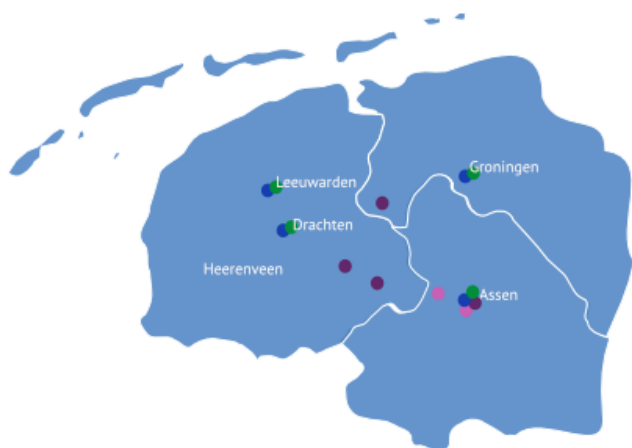 Groningen
Leeuwarden
Drachten
Heerenveen
Assen